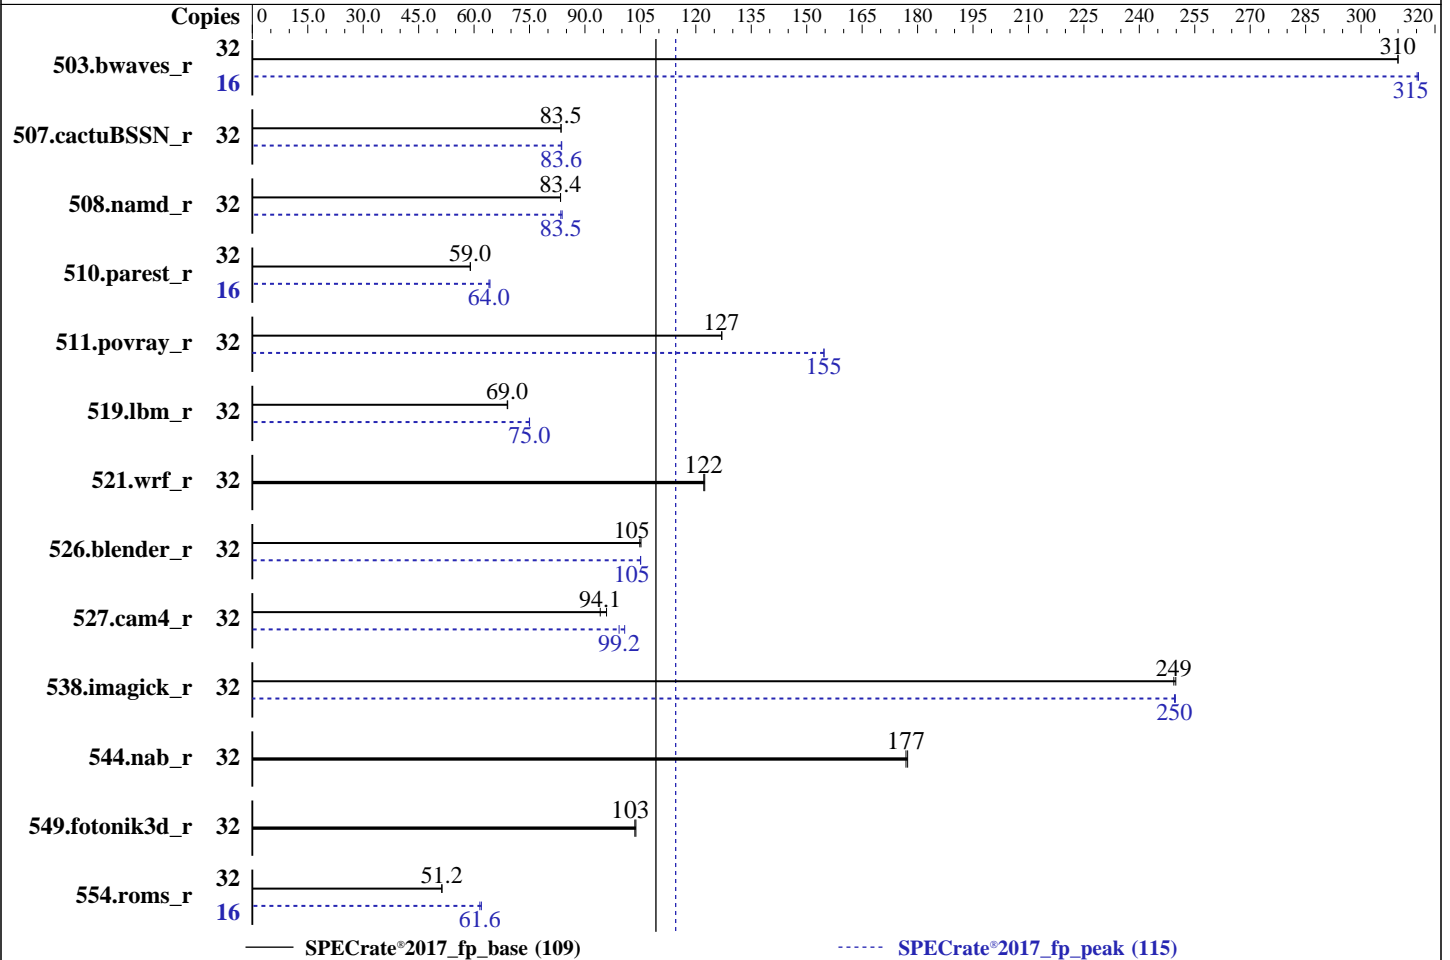 Copies 0 15.0 30.0 45.0 60.0 75.0 90.0 105 120 135 150 165 180 195 210 225 240 255 270 285 300 320
503.bwaves_r 32 310
16 315
507.cactuBSSN_r 32 83.5
83.6
508.namd_r 32 83.4
83.5
510.parest_r 32 59.0
16 64.0
511.povray_r 32 127
155
519.lbm_r 32 69.0
75.0
521.wrf_r 32 122
526.blender_r 32 105
105
527.cam4_r 32 94.1
99.2
538.imagick_r 32 249
250
544.nab_r 32 177
549.fotonik3d_r 32 103
554.roms_r 32 51.2
16 61.6
SPECrate®2017_fp_base (109) SPECrate®2017_fp_peak (115)